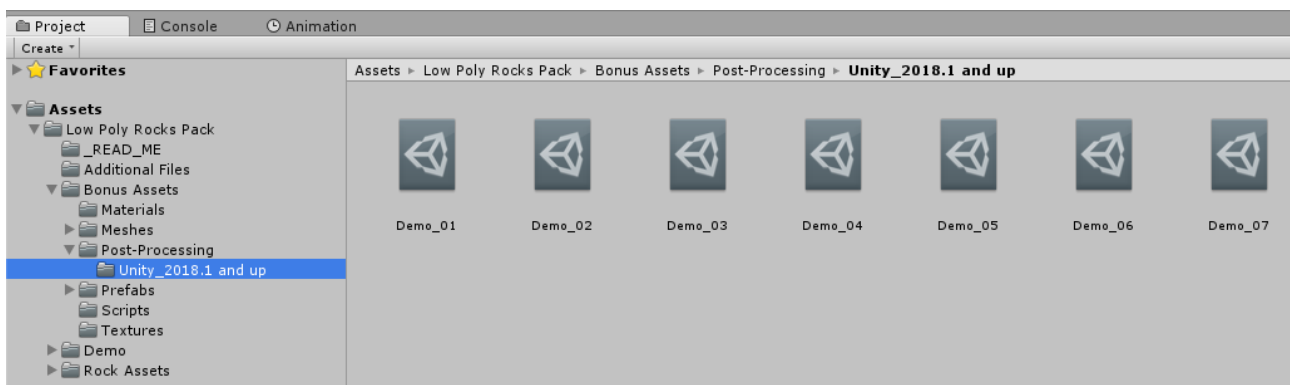 Project Console Animation
Create
Favorites
Assets
Low Poly Rocks Pack
_READ_ME
Additional Files
Bonus Assets
Materials
Meshes
Post-Processing
Unity_2018.1 and up
Prefabs
Scripts
Textures
Demo
Rock Assets
Assets Low Poly Rocks Pack Bonus Assets Post-Processing Unity_2018.1 and up
Demo_01 Demo_02 Demo_03 Demo_04 Demo_05 Demo_06 Demo_07